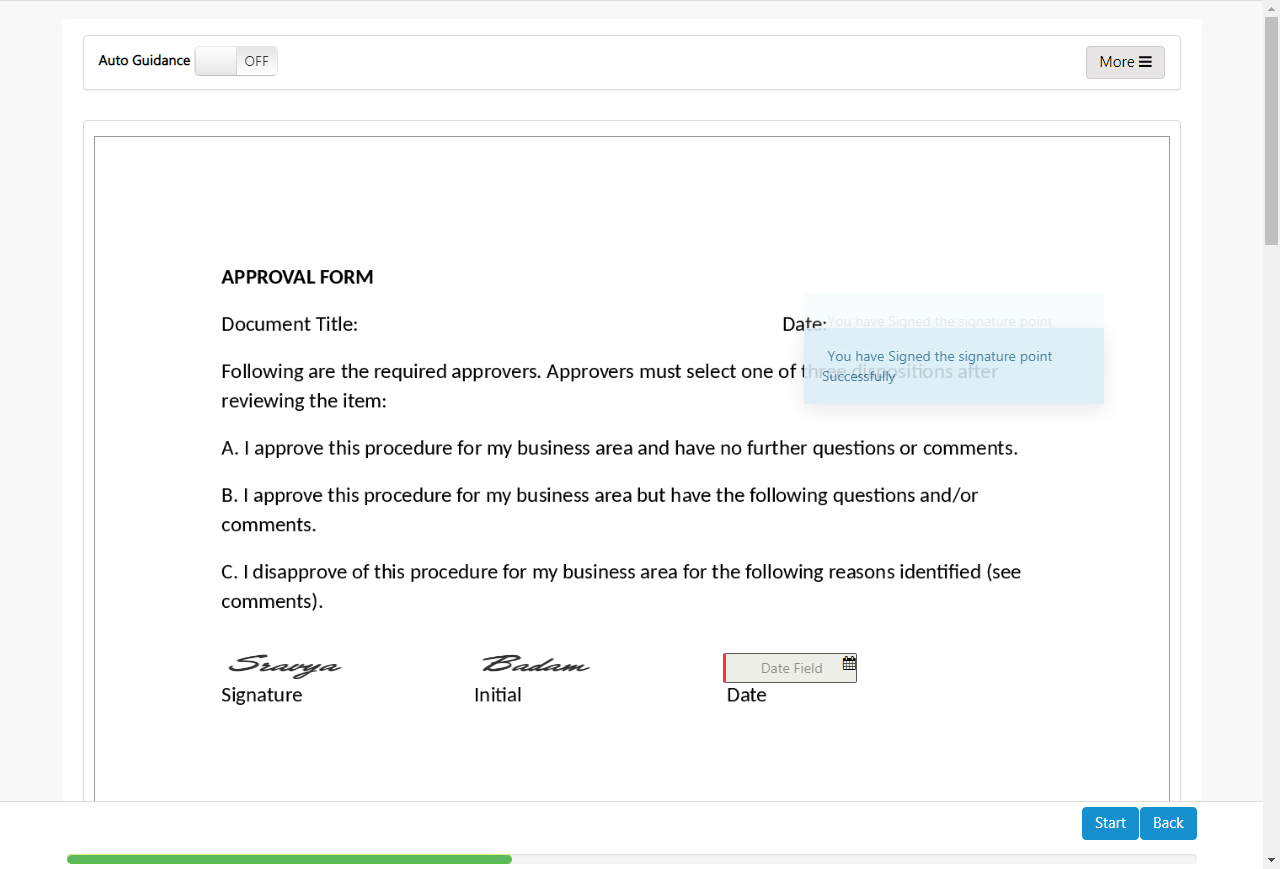 Auto Guidance OFF More
APPROVAL FORM
Document Title: Date:
You have Signed the signature point
You have Signed the signature point
Successfully
Following are the required approvers. Approvers must select one of three dispositions after
reviewing the item:
A. I approve this procedure for my business area and have no further questions or comments.
B. I approve this procedure for my business area but have the following questions and/or
comments.
C. I disapprove of this procedure for my business area for the following reasons identified (see
comments).
Sravya Badam Date Field
Signature Initial Date
Start Back